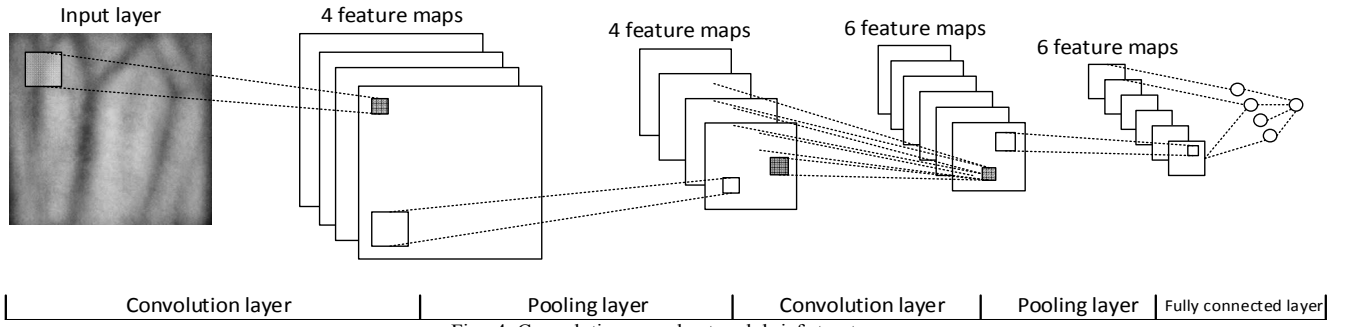 Input layer
4 feature maps
4 feature maps
6 feature maps
6 feature maps
Convolution layer
Pooling layer
Convolution layer
Pooling layer
Fully connected layer